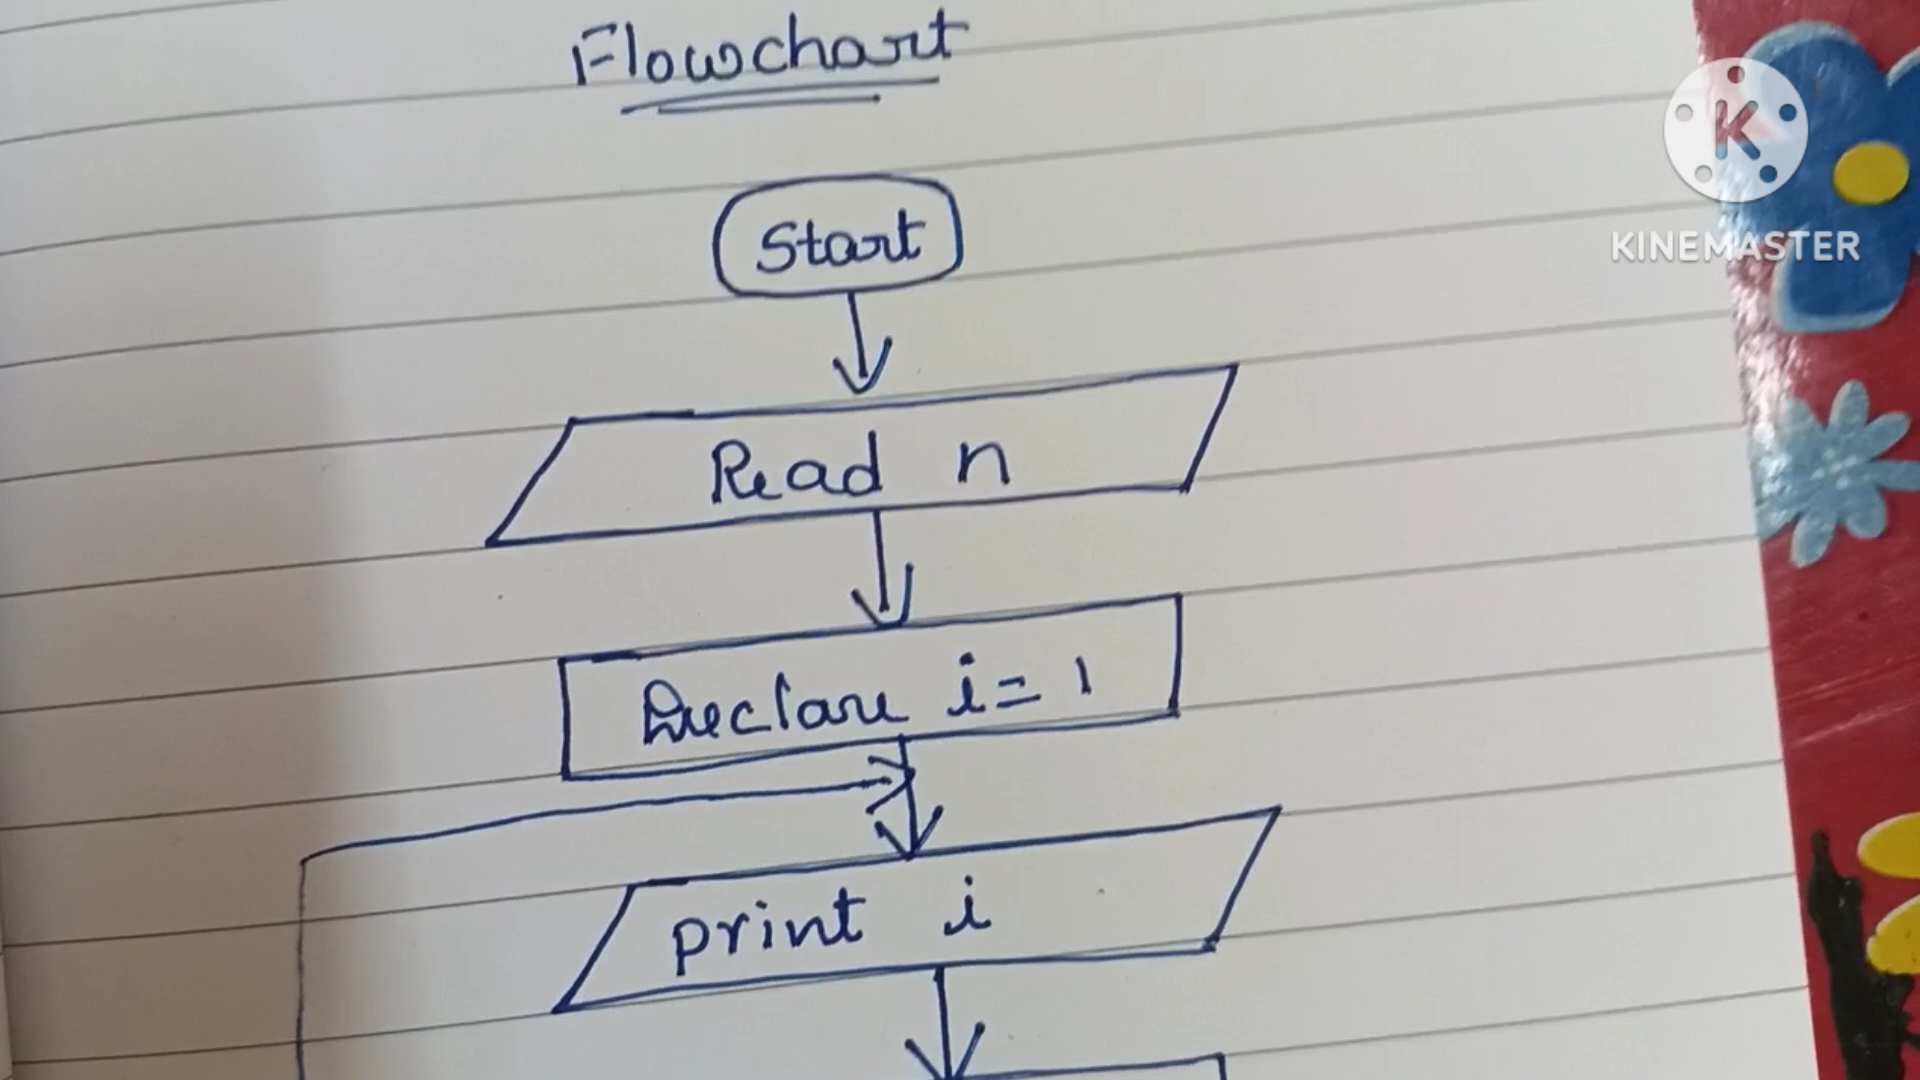 Flowchart
K
KINEMASTER
Start
Read n
Declare i = 1
print i